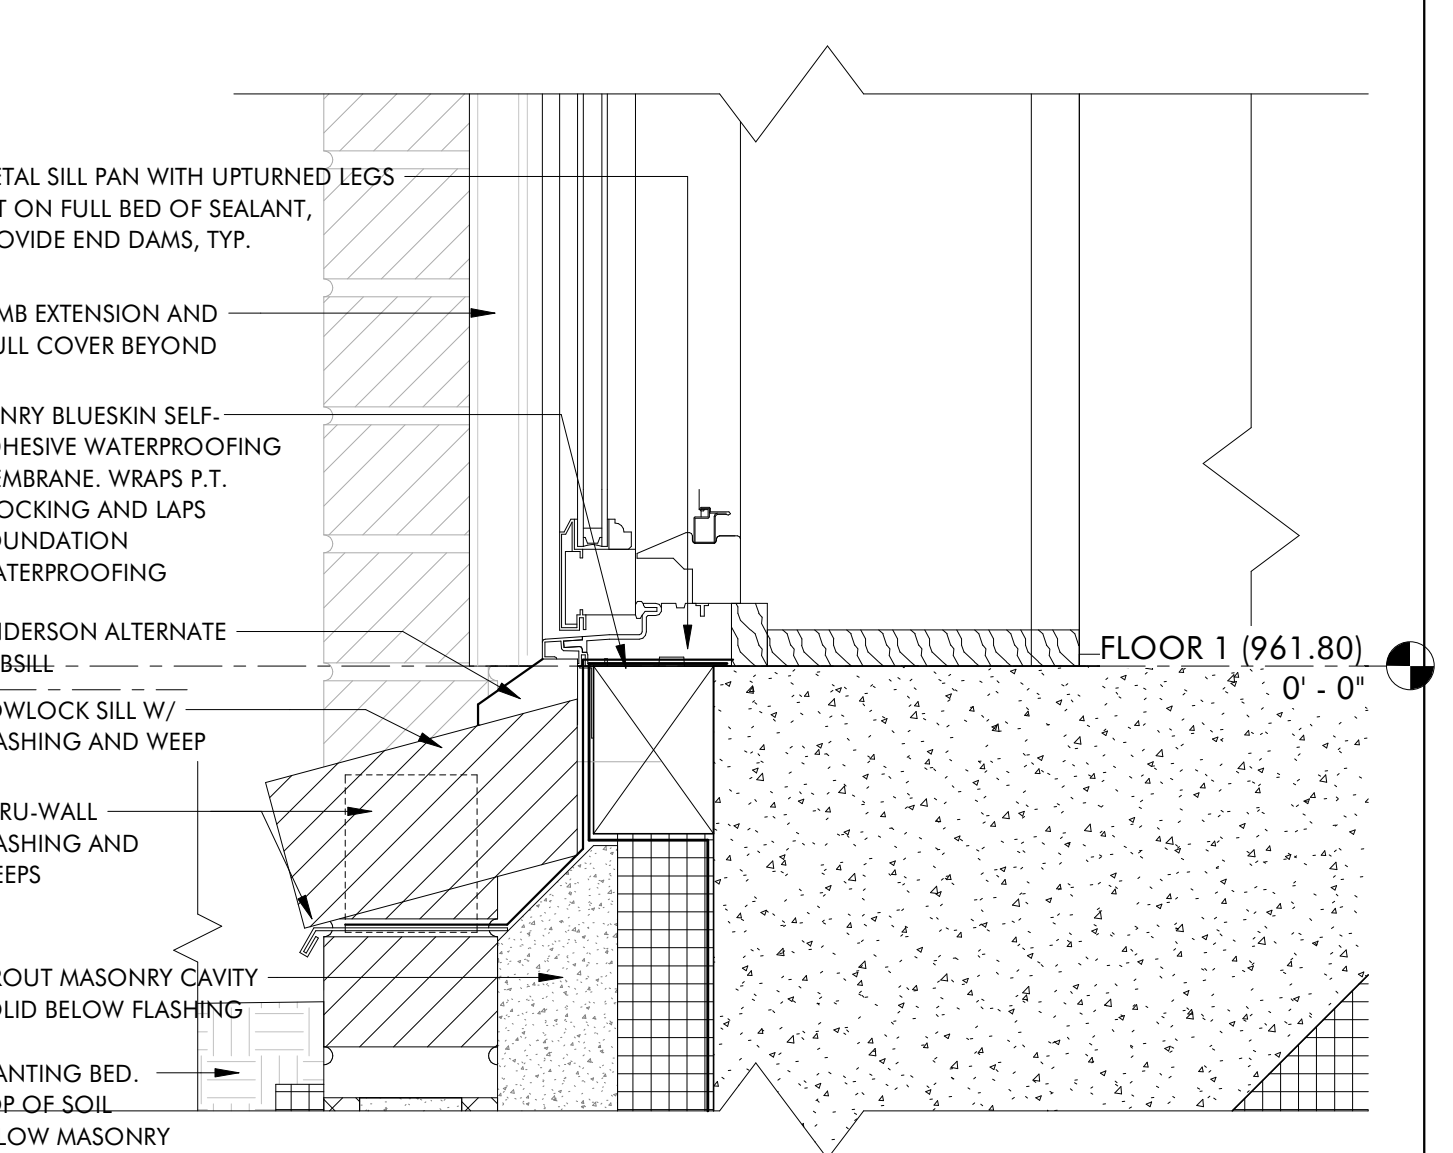 ETAL SILL PAN WITH UPTURNED LEGS
T ON FULL BED OF SEALANT,
OVIDE END DAMS, TYP.
MB EXTENSION AND
ULL COVER BEYOND
NRY BLUESKIN SELF-
HESIVE WATERPROOFING
EMBRANE. WRAPS P.T.
OCKING AND LAPS
OUNDATION
ATERPROOFING
DERSON ALTERNATE
BSILL
FLOOR 1 (961.80)
0' - 0"
OWLOCK SILL W/
ASHING AND WEEP
RU-WALL
ASHING AND
EEPS
ROUT MASONRY CAVITY
OLID BELOW FLASHING
ANTING BED.
OP OF SOIL
LOW MASONRY